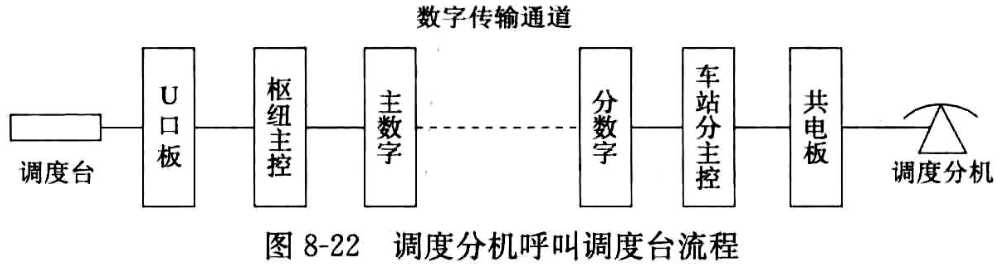 数字传输通道
U口板
枢纽主控
主数字
分数字
车站分主控
共电板
调度台
调度分机
图 8-22 调度分机呼叫调度台流程